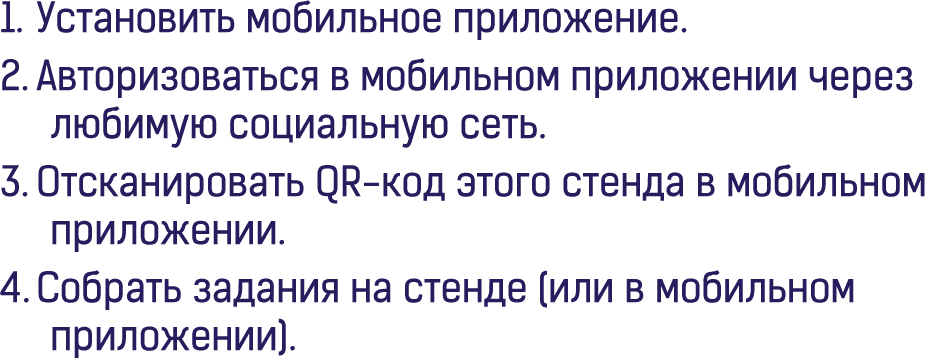 1. Установить мобильное приложение.
2. Авторизоваться в мобильном приложении через
любимую социальную сеть.
3. Отсканировать QR-код этого стенда в мобильном
приложении.
4. Собрать задания на стенде (или в мобильном
приложении).